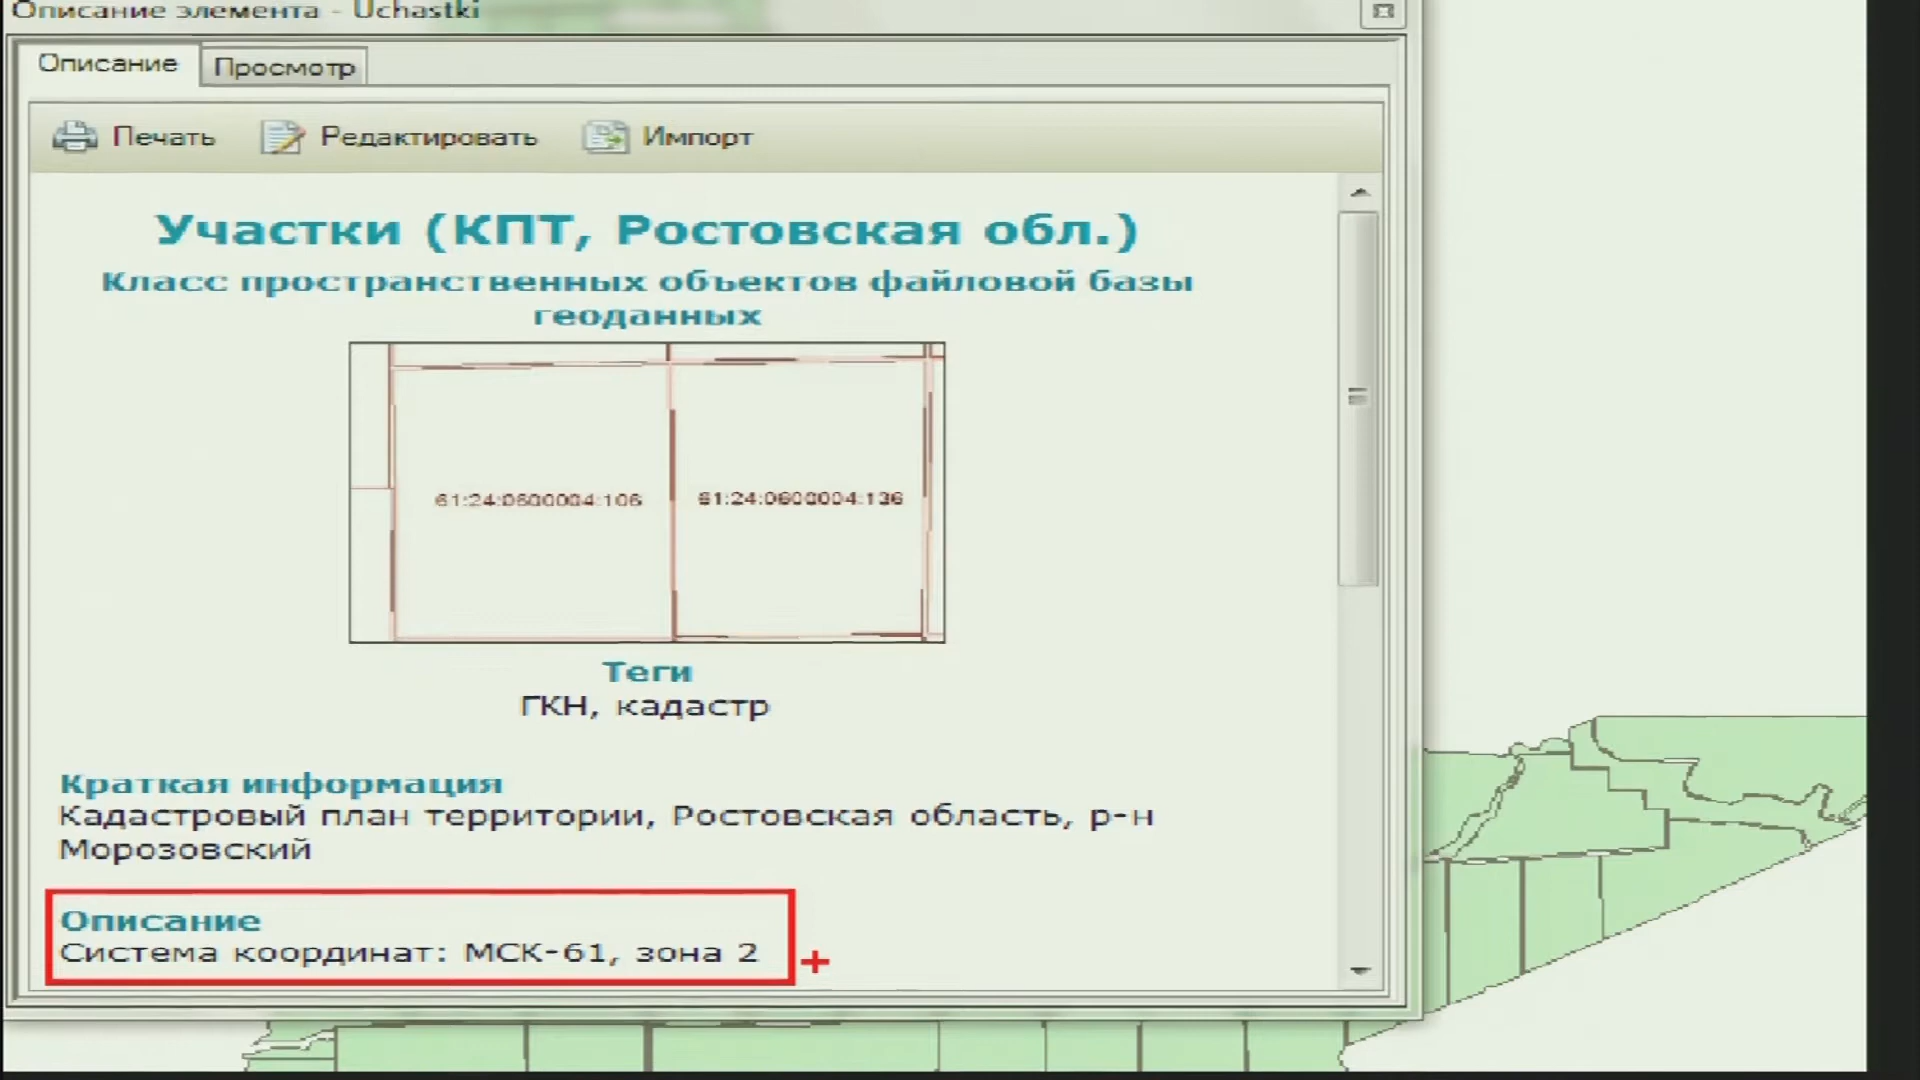 Описание элемента - Uchastki
Описание
Просмотр
Печать
Редактировать
Импорт
Участки (КПТ, Ростовская обл.)
Класс пространственных объектов файловой базы
геоданных
61:24:0600004:106
61:24:0600004:136
Теги
ГКН, кадастр
Краткая информация
Кадастровый план территории, Ростовская область, р-н
Морозовский
Описание
Система координат: МСК-61, зона 2